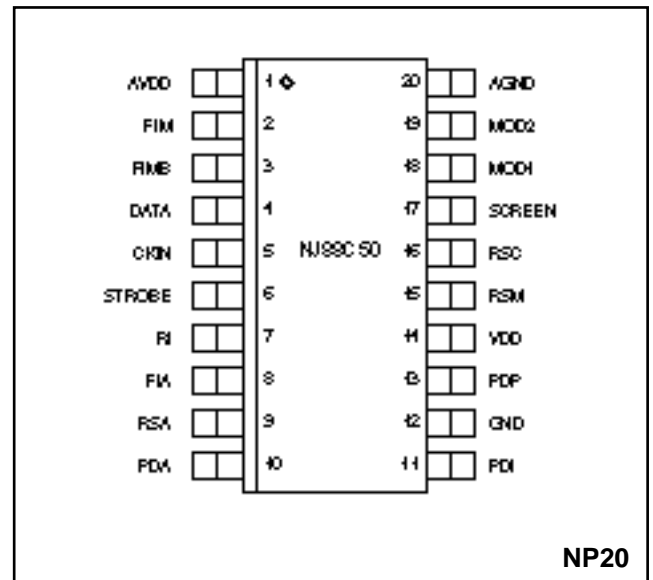 AVDD 1 20 AGND
FIM 2 19 MOD2
FIMB 3 18 MOD1
DATA 4 17 SCREEN
CKIN 5 NJ88C50 16 RSC
STROBE 6 15 RSM
RI 7 14 VDD
FIA 8 13 PDP
RSA 9 12 GND
PDA 10 11 PDI
NP20